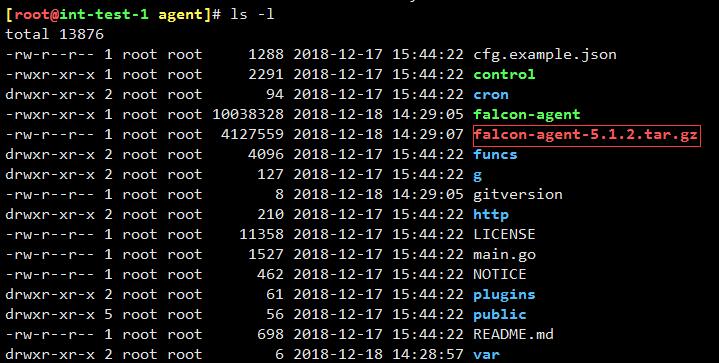 [root@int-test-1 agent]# ls -l
total 13876
-rw-r--r-- 1 root root     1288 2018-12-17 15:44:22 cfg.example.json
-rwxr-xr-x 1 root root     2291 2018-12-17 15:44:22 control
drwxr-xr-x 2 root root       94 2018-12-17 15:44:22 cron
-rwxr-xr-x 1 root root 10038328 2018-12-18 14:29:05 falcon-agent
-rw-r--r-- 1 root root  4127559 2018-12-18 14:29:07 falcon-agent-5.1.2.tar.gz
drwxr-xr-x 2 root root     4096 2018-12-17 15:44:22 funcs
drwxr-xr-x 2 root root      127 2018-12-17 15:44:22 g
-rw-r--r-- 1 root root        8 2018-12-18 14:29:05 gitversion
drwxr-xr-x 2 root root      210 2018-12-17 15:44:22 http
-rw-r--r-- 1 root root    11358 2018-12-17 15:44:22 LICENSE
-rw-r--r-- 1 root root     1527 2018-12-17 15:44:22 main.go
-rw-r--r-- 1 root root      462 2018-12-17 15:44:22 NOTICE
drwxr-xr-x 2 root root       61 2018-12-17 15:44:22 plugins
drwxr-xr-x 5 root root       56 2018-12-17 15:44:22 public
-rw-r--r-- 1 root root      698 2018-12-17 15:44:22 README.md
drwxr-xr-x 2 root root        6 2018-12-18 14:28:57 var